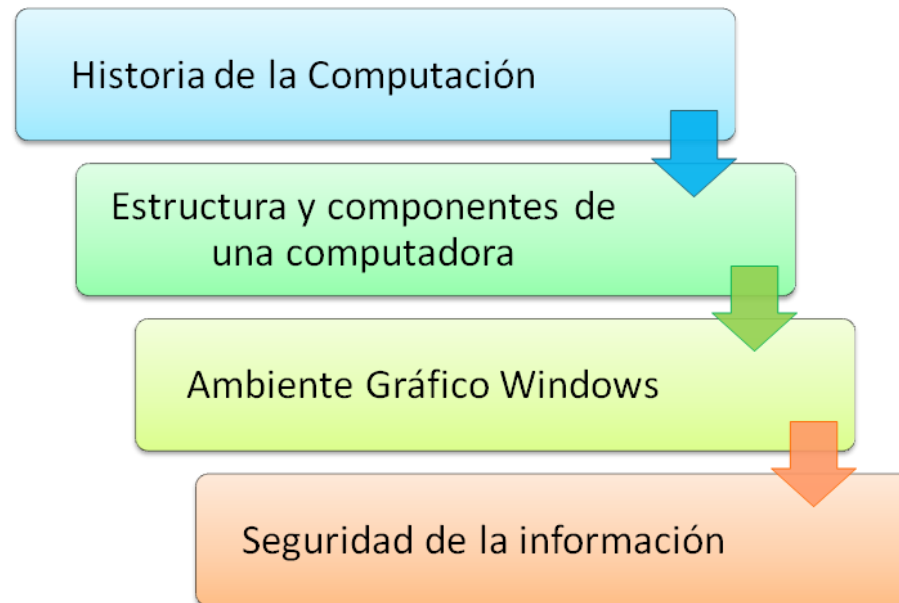 Historia de la Computación
Estructura y componentes de
una computadora
Ambiente Gráfico Windows
Seguridad de la información